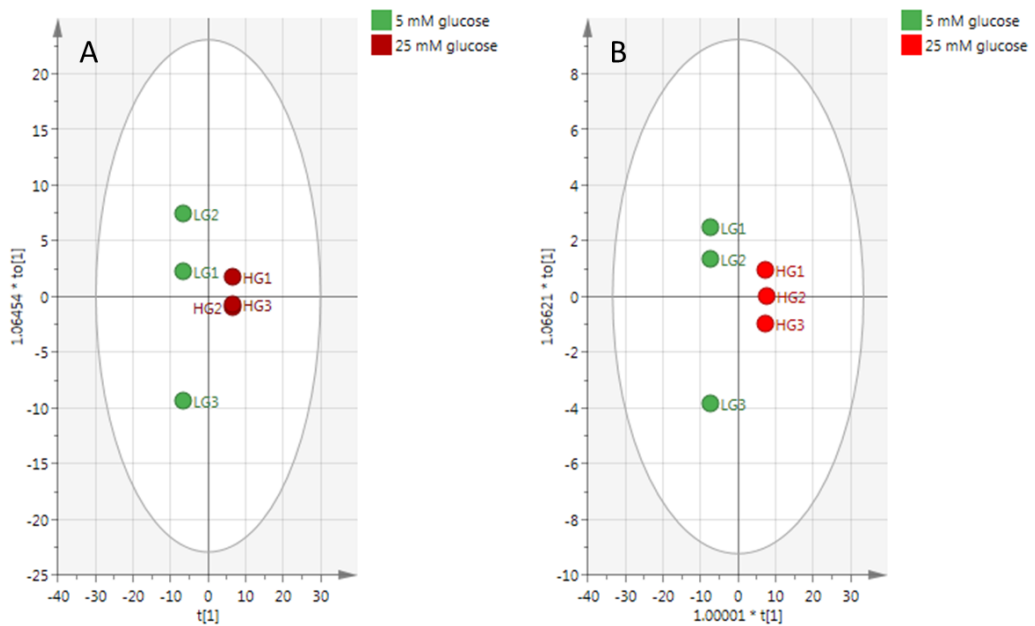 A
5 mM glucose
25 mM glucose
20
15
10
5
0
-5
-10
-15
-20
-25
1.06454 * to[1]
LG2
LG1
HG1
HG2
HG3
LG3
-40 -30 -20 -10 0 10 20 30
t[1]
B
5 mM glucose
25 mM glucose
8
6
4
2
0
-2
-4
-6
-8
-10
1.06621 * to[1]
LG1
LG2
HG1
HG2
HG3
LG3
-40 -30 -20 -10 0 10 20 30
1.00001 * t[1]